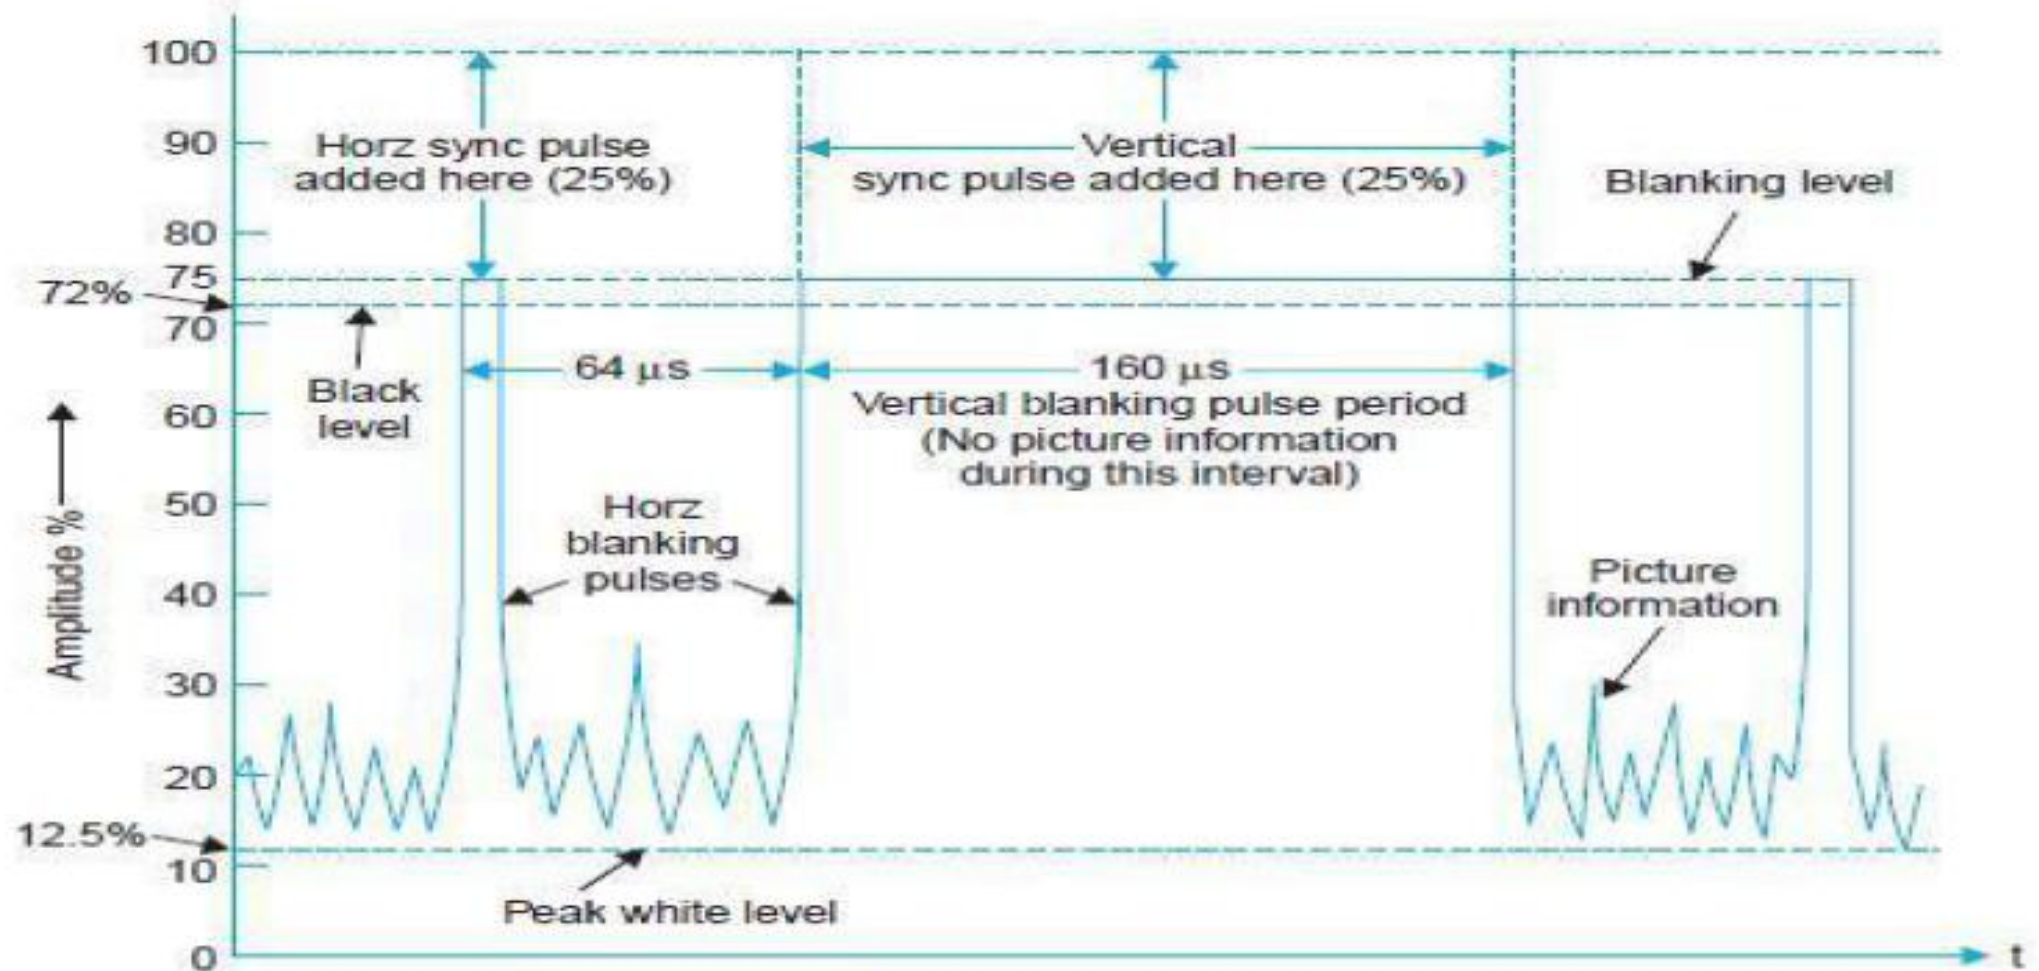 100
90
80
75
72%
70
60
50
40
30
20
12.5%
10
0
Amplitude %
Horz sync pulse
added here (25%)
Vertical
sync pulse added here (25%)
Blanking level
Black
level
64 μs
160 μs
Vertical blanking pulse period
(No picture information
during this interval)
Horz
blanking
pulses
Picture
information
Peak white level
t